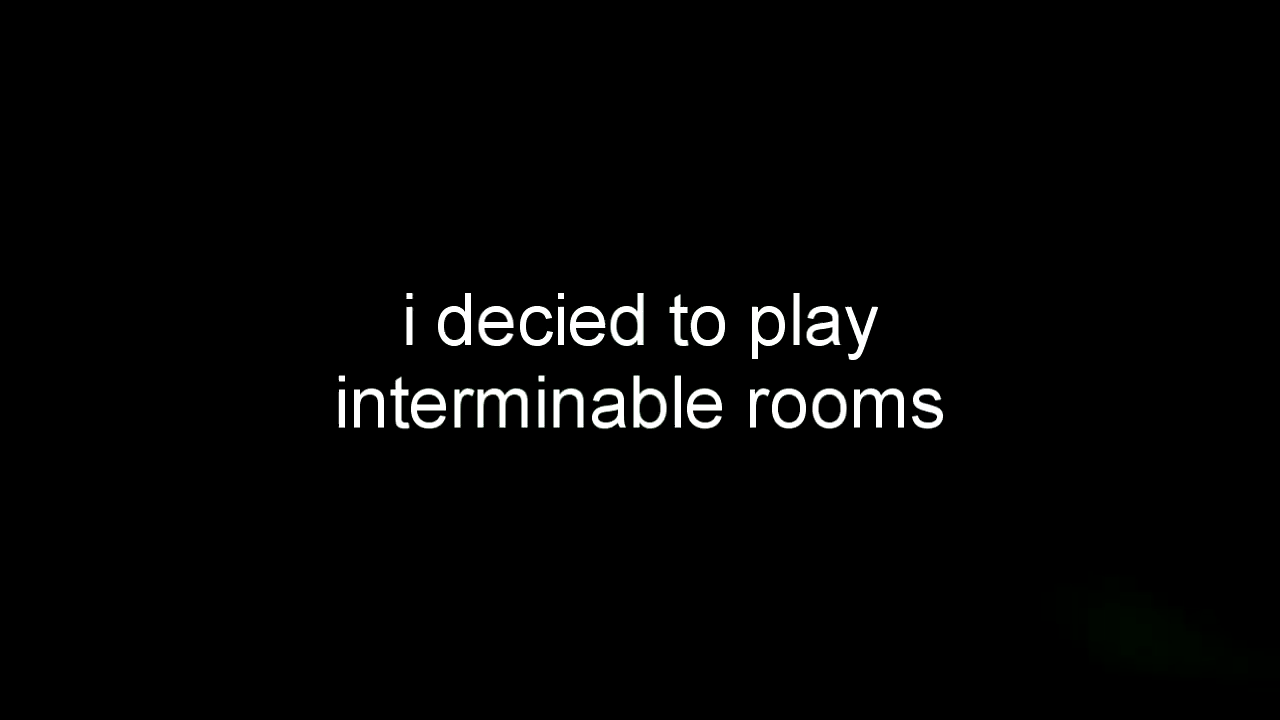 i decied to play
interminable rooms